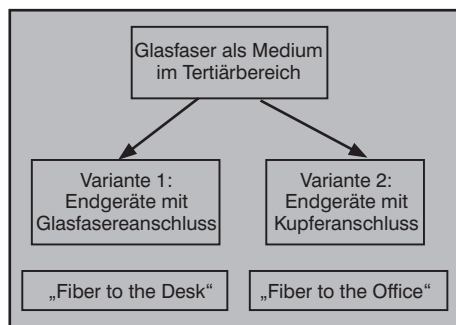 Glasfaser als Medium
im Tertiärbereich
Variante 1:
Endgeräte mit
Glasfasereanschluss
Variante 2:
Endgeräte mit
Kupferanschluss
„Fiber to the Desk“
„Fiber to the Office“